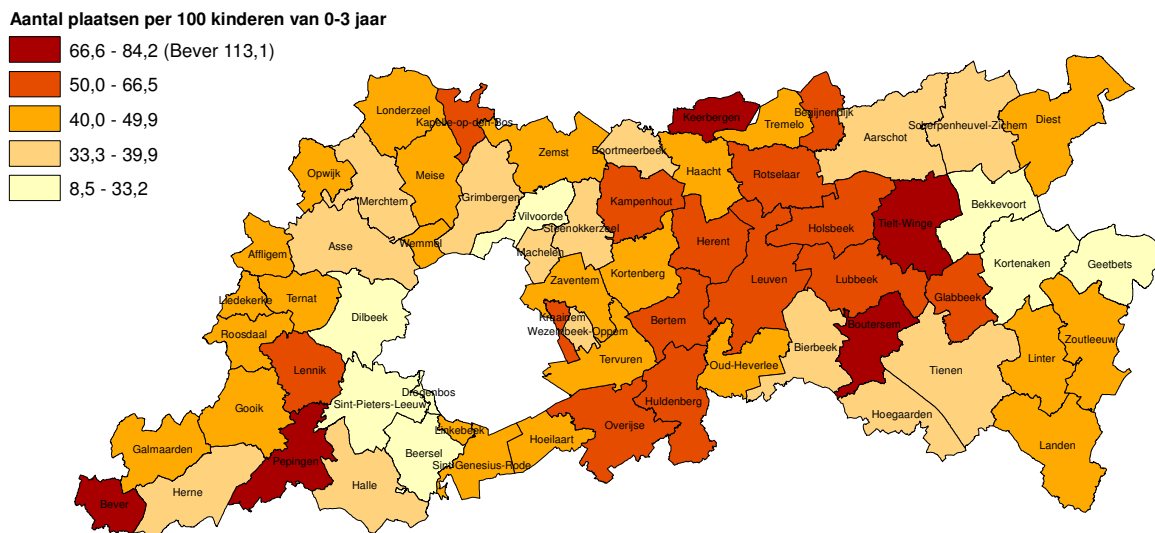 Aantal plaatsen per 100 kinderen van 0-3 jaar
66,6 - 84,2 (Bever 113,1)
50,0 - 66,5
40,0 - 49,9
33,3 - 39,9
8,5 - 33,2
Londerzeel
Kapelle-op-den-Bos
Keerbergen
Begijnendijk
Tremelo
Scherpenheuvel-Zichem
Diest
Aarschot
Zemst
Boortmeerbeek
Opwijk
Meise
Haacht
Rotselaar
Merchtem
Grimbergen
Kampenhout
Bekkevoort
Vilvoorde
Tielt-Winge
Steenokkerzeel
Holsbeek
Asse
Wemmel
Herent
Machelen
Affligem
Kortenberg
Kortenaken
Geetbets
Zaventem
Leuven
Lubbeek
Liedekerke
Ternat
Glabbeek
Dilbeek
Kraainem
Bertem
Boutersem
Wezembeek-Oppem
Roosdaal
Zoutleeuw
Bierbeek
Tervuren
Oud-Heverlee
Linter
Lennik
Tienen
Drogenbos
Sint-Pieters-Leeuw
Huldenberg
Gooik
Hoegaarden
Overijse
Linkebeek
Hoeilaart
Landen
Galmaarden
Beersel
Pepingen
Sint-Genesius-Rode
Halle
Herne
Bever